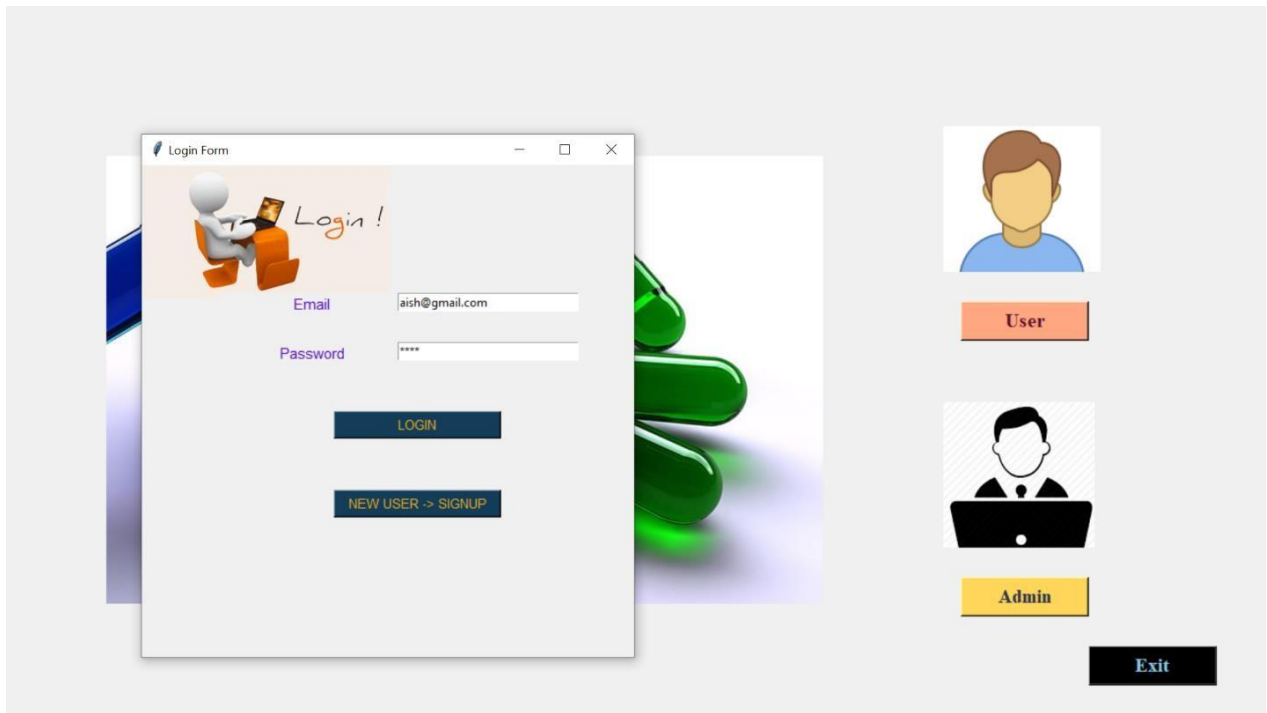 Login Form
Login !
Email
aish@gmail.com
Password
****
LOGIN
NEW USER -> SIGNUP
User
Admin
Exit